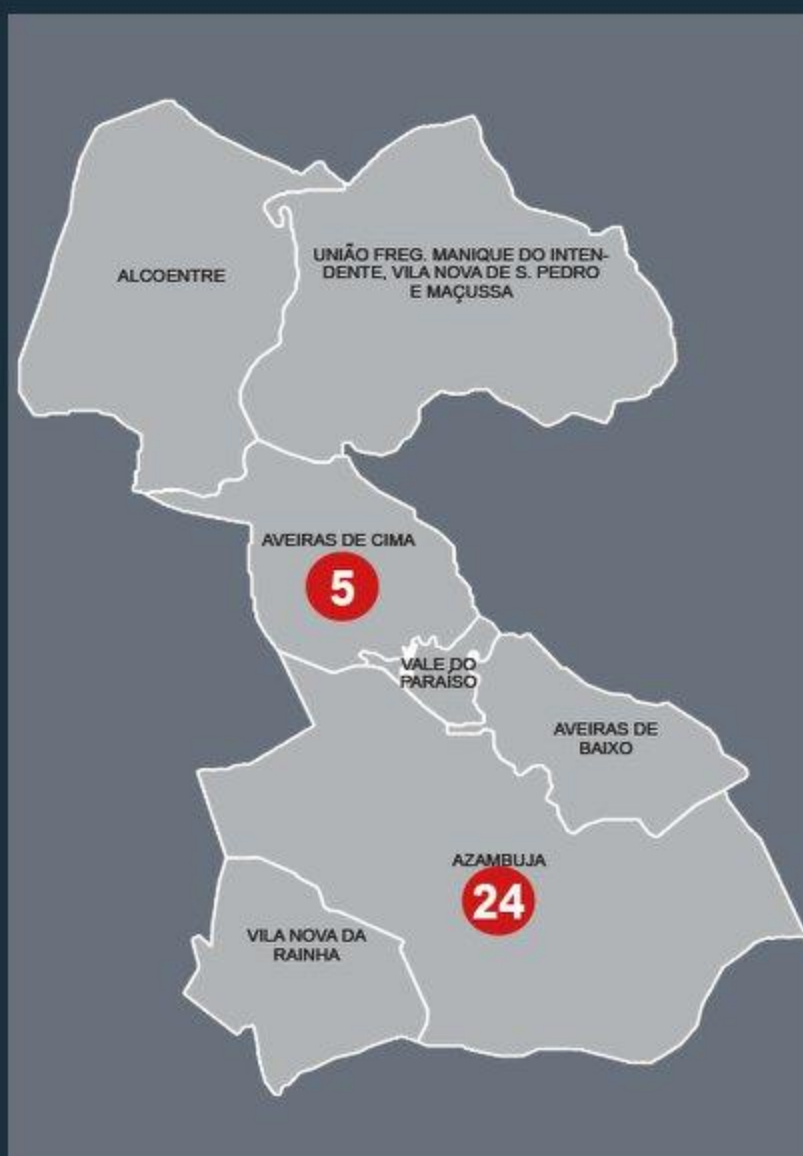 ALCOENTRE
UNIÃO FREG. MANIQUE DO INTEN-
DENTE, VILA NOVA DE S. PEDRO
E MAÇUSSA
AVEIRAS DE CIMA
5
VALE DO
PARAÍSO
AVEIRAS DE
BAIXO
AZAMBUJA
24
VILA NOVA DA
RAINHA